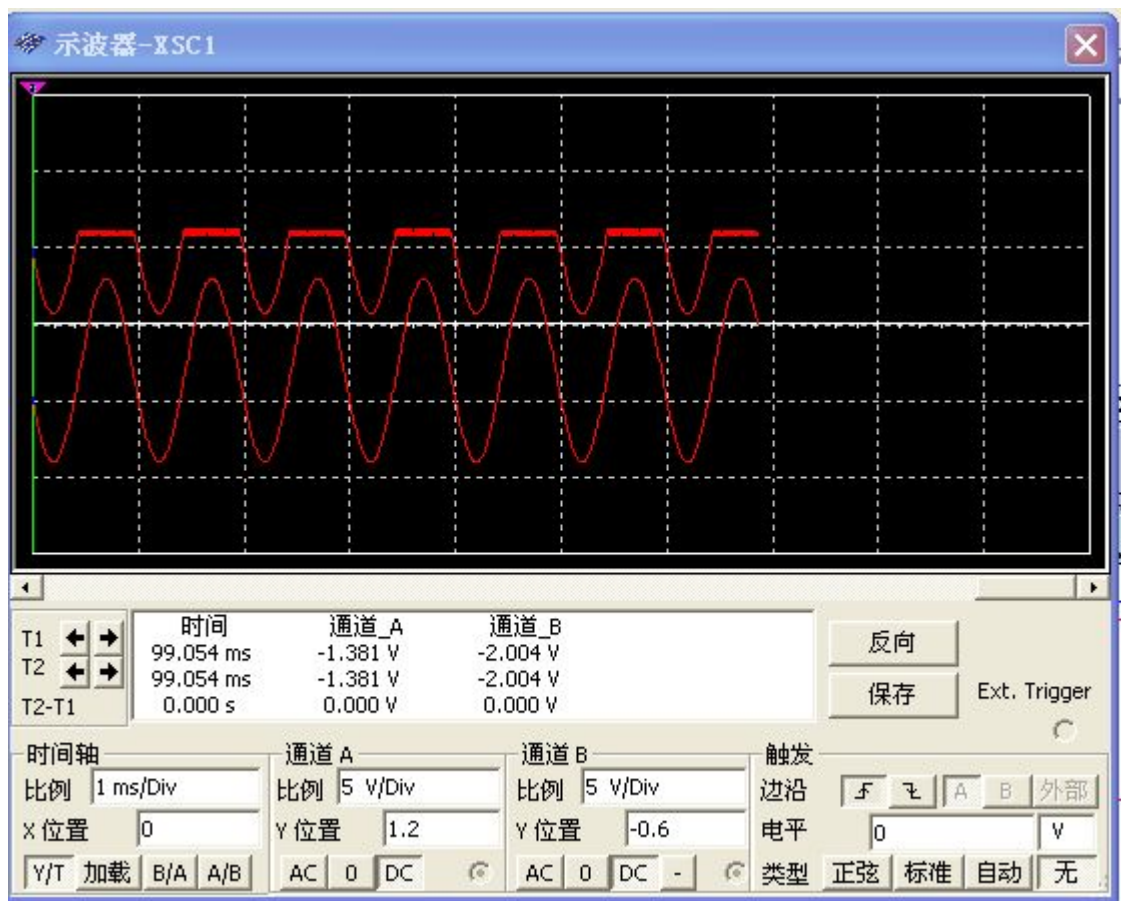 示波器-XSC1
时间 通道_A 通道_B
T1 99.054 ms -1.381 V -2.004 V
T2 99.054 ms -1.381 V -2.004 V
T2-T1 0.000 s 0.000 V 0.000 V
反向
保存
Ext. Trigger
时间轴
比例 1 ms/Div
X 位置 0
Y/T 加载 B/A A/B
通道 A
比例 5 V/Div
Y 位置 1.2
AC 0 DC
通道 B
比例 5 V/Div
Y 位置 -0.6
AC 0 DC -
触发
边沿 A B 外部
电平 0 V
类型 正弦 标准 自动 无